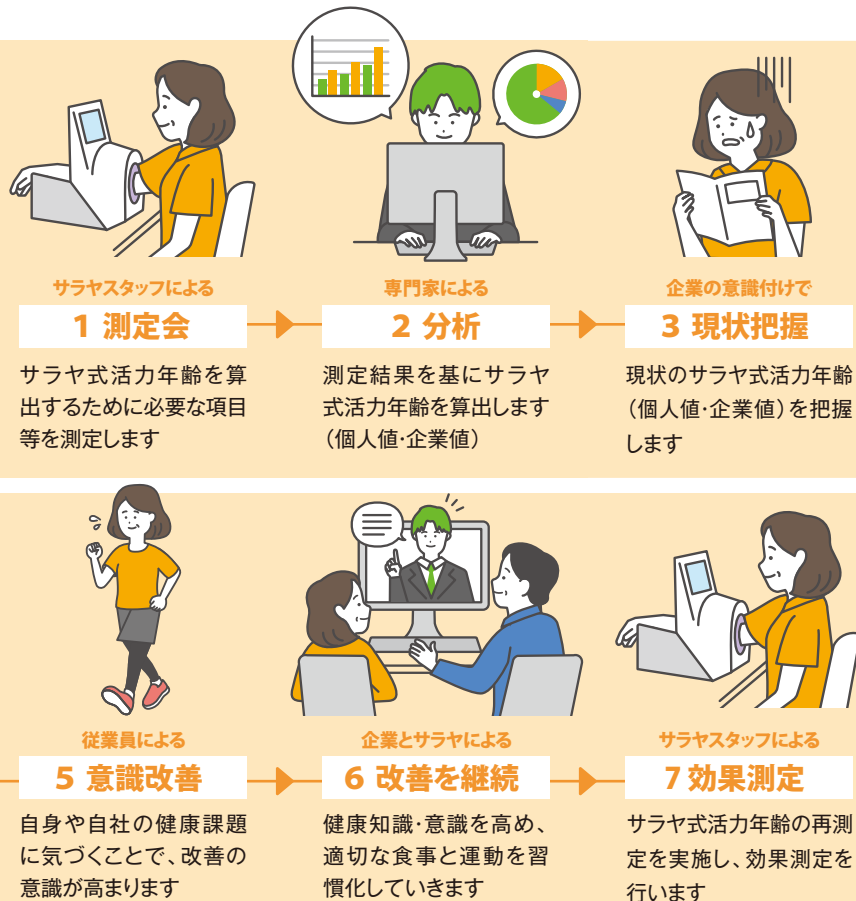 サラヤスタッフによる
1 測定会
サラヤ式活力年齢を算
出するために必要な項目
等を測定します
専門家による
2 分析
測定結果を基にサラヤ
式活力年齢を算出します
(個人値・企業値)
企業の意識付けで
3 現状把握
現状のサラヤ式活力年齢
(個人値・企業値)を把握
します
従業員による
5 意識改善
自身や自社の健康課題
に気づくことで、改善の
意識が高まります
企業とサラヤによる
6 改善を継続
健康知識・意識を高め、
適切な食事と運動を習
慣化していきます
サラヤスタッフによる
7 効果測定
サラヤ式活力年齢の再測
定を実施し、効果測定を
行います